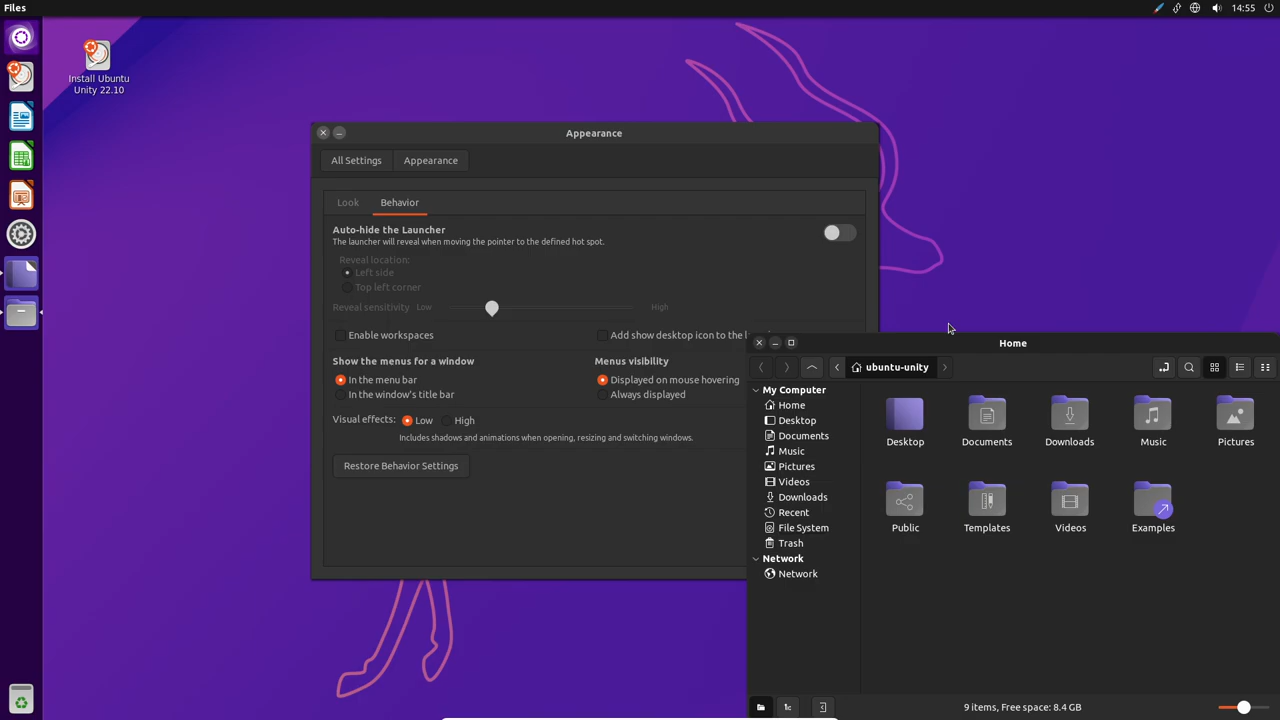 Files
14:55
Install Ubuntu
Unity 22.10
Appearance
All Settings
Appearance
Look
Behavior
Auto-hide the Launcher
The launcher will reveal when moving the pointer to the defined hot spot.
Reveal location:
Left side
Top left corner
Reveal sensitivity
Low
High
Enable workspaces
Add show desktop icon to the l
Show the menus for a window
In the menu bar
In the window's title bar
Menus visibility
Displayed on mouse hovering
Always displayed
Visual effects:
Low
High
Includes shadows and animations when opening, resizing and switching windows.
Restore Behavior Settings
Home
ubuntu-unity
My Computer
Home
Desktop
Documents
Music
Pictures
Videos
Downloads
Recent
File System
Trash
Network
Network
Desktop
Documents
Downloads
Music
Pictures
Public
Templates
Videos
Examples
9 items, Free space: 8.4 GB